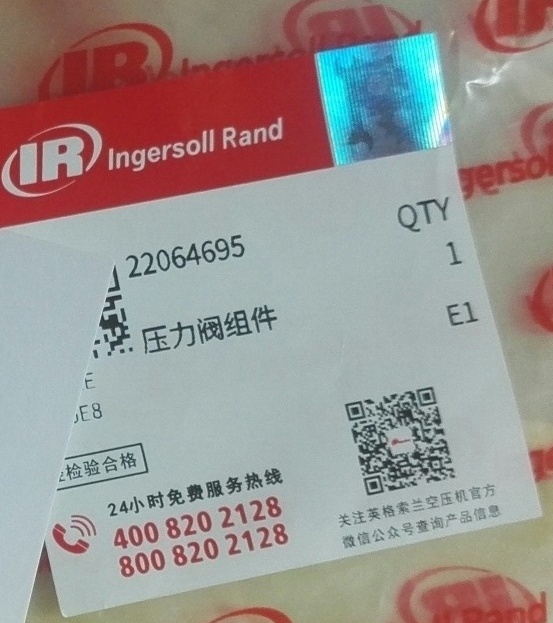 IR Ingersoll Rand
QTY
22064695
1
压力阀组件
E1
E
E8
检验合格
24小时免费服务热线
400 820 2128
800 820 2128
关注英格索兰空压机官方
微信公众号查询产品信息